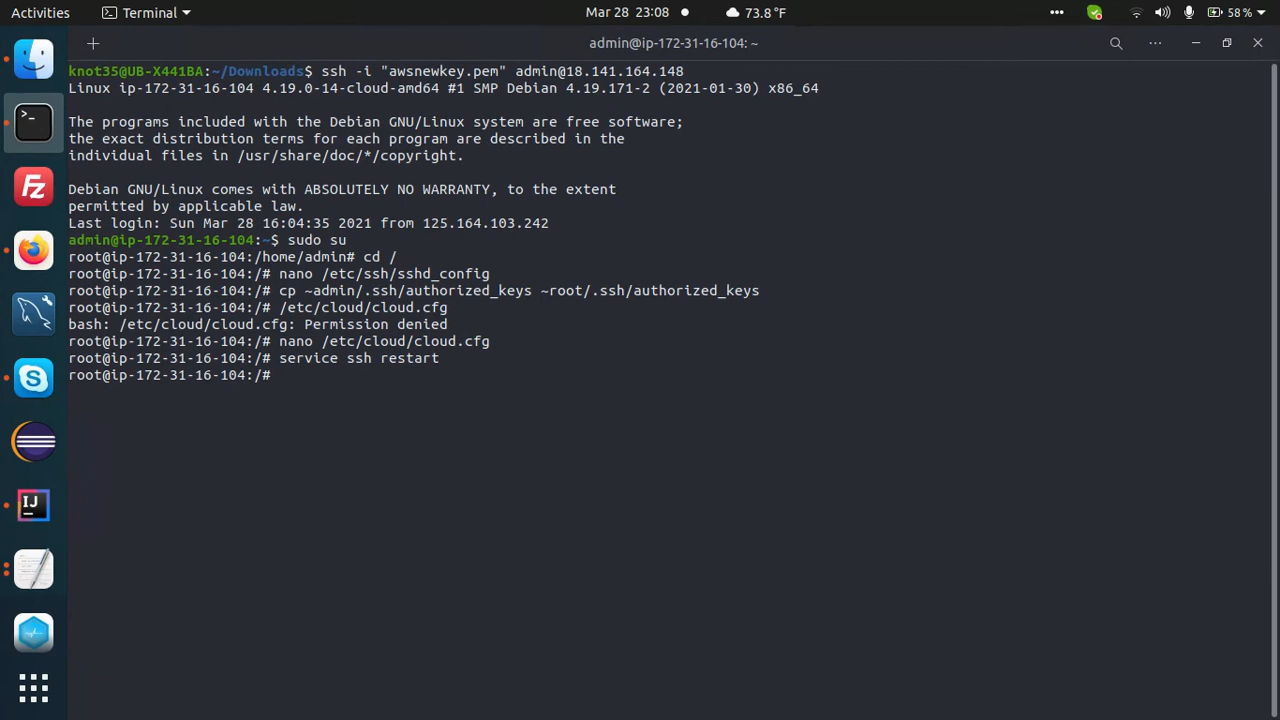 Activities Terminal Mar 28 23:08 73.8 °F 58 %
admin@ip-172-31-16-104: ~
knot35@UB-X441BA:~/Downloads$ ssh -i "awsnewkey.pem" admin@18.141.164.148
Linux ip-172-31-16-104 4.19.0-14-cloud-amd64 #1 SMP Debian 4.19.171-2 (2021-01-30) x86_64
The programs included with the Debian GNU/Linux system are free software;
the exact distribution terms for each program are described in the
individual files in /usr/share/doc/*/copyright.
Debian GNU/Linux comes with ABSOLUTELY NO WARRANTY, to the extent
permitted by applicable law.
Last login: Sun Mar 28 16:04:35 2021 from 125.164.103.242
admin@ip-172-31-16-104:~$ sudo su
root@ip-172-31-16-104:/home/admin# cd /
root@ip-172-31-16-104:/# nano /etc/ssh/sshd_config
root@ip-172-31-16-104:/# cp ~admin/.ssh/authorized_keys ~root/.ssh/authorized_keys
root@ip-172-31-16-104:/# /etc/cloud/cloud.cfg
bash: /etc/cloud/cloud.cfg: Permission denied
root@ip-172-31-16-104:/# nano /etc/cloud/cloud.cfg
root@ip-172-31-16-104:/# service ssh restart
root@ip-172-31-16-104:/#
>_
FZ
S
IJ